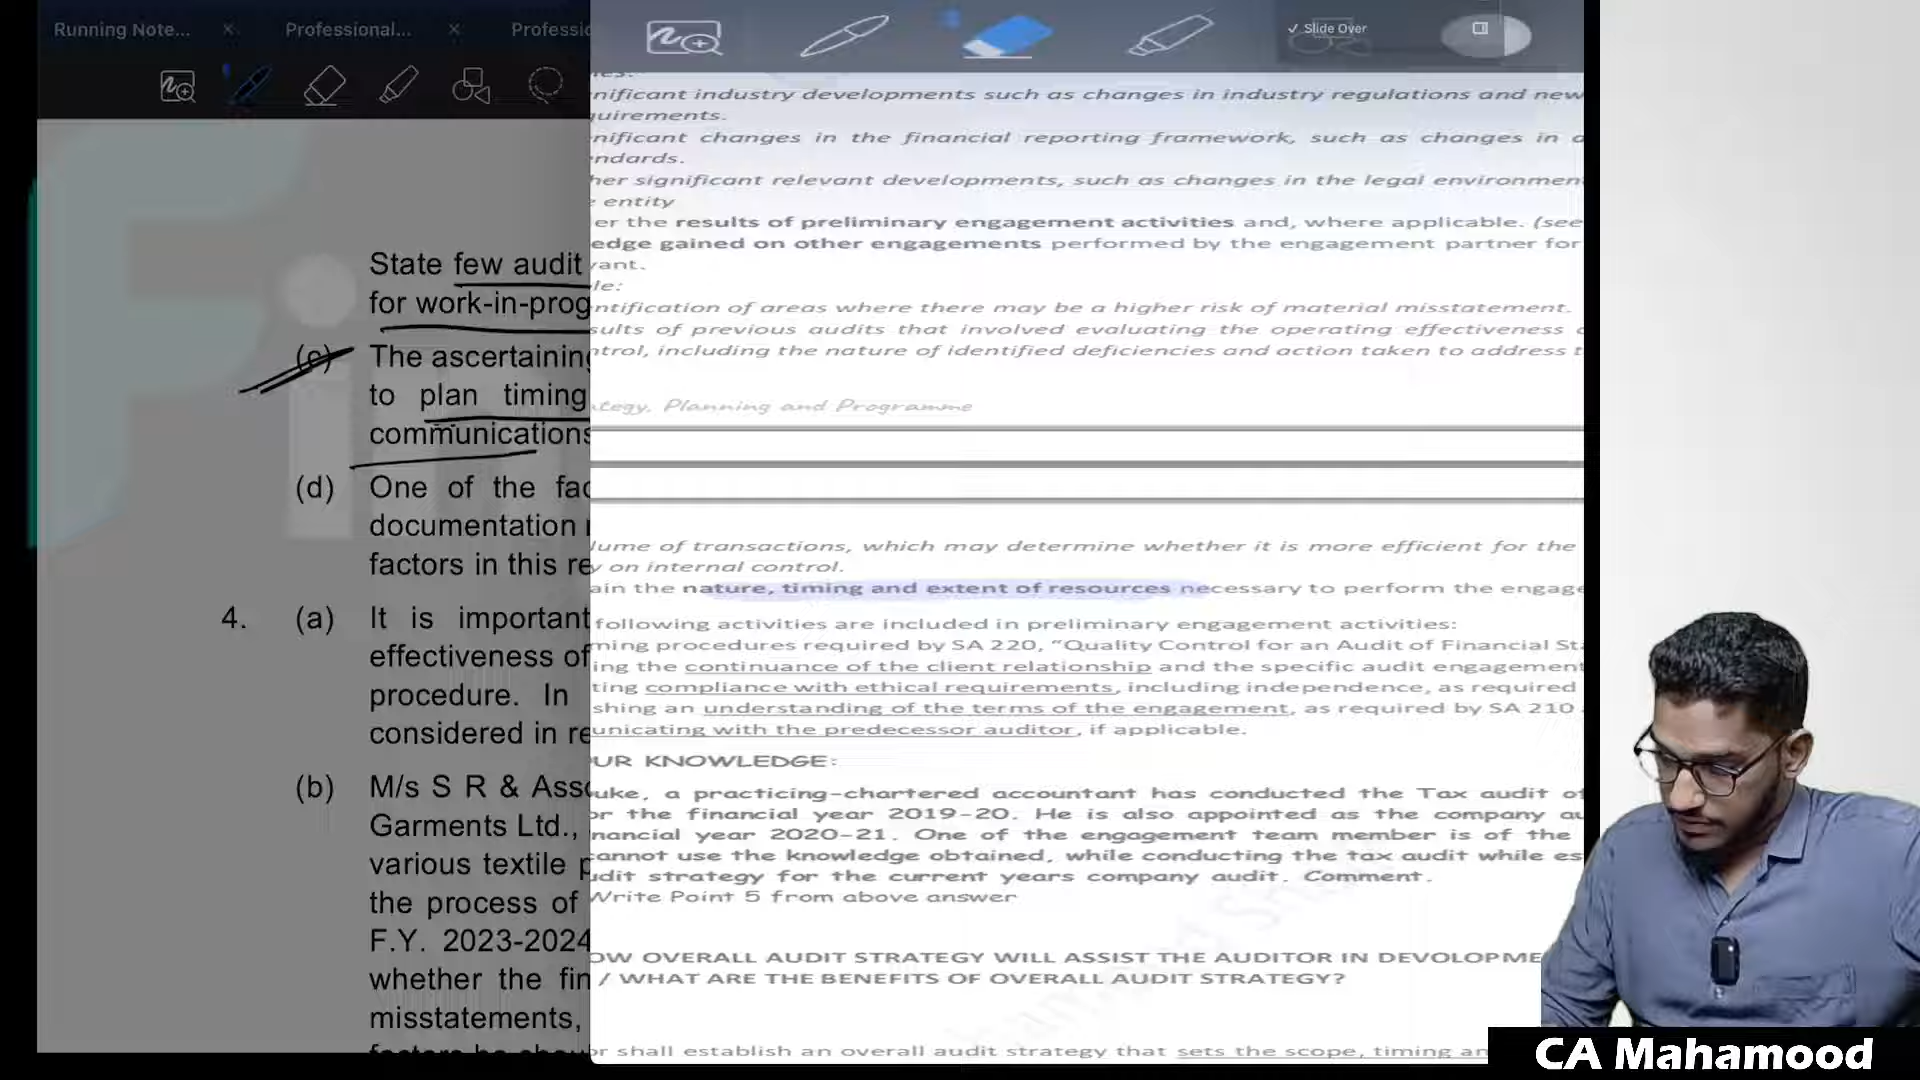 Running Note...
Professional...
Professic
Slide Over
State few audit
for work-in-prog
(c) The ascertaining
to plan timing
communications
(d) One of the fac
documentation
factors in this re
4. (a) It is important
effectiveness of
procedure. In
considered in re
(b) M/s S R & Asso
Garments Ltd.,
various textile p
the process of
F.Y. 2023-2024
whether the fin
misstatements,
nificant industry developments such as changes in industry regulations and new
quirements.
nificant changes in the financial reporting framework, such as changes in a
ndards.
her significant relevant developments, such as changes in the legal environment
e entity
er the results of preliminary engagement activities and, where applicable. (see
edge gained on other engagements performed by the engagement partner for
vant.
le:
ntification of areas where there may be a higher risk of material misstatement.
sults of previous audits that involved evaluating the operating effectiveness o
ntrol, including the nature of identified deficiencies and action taken to address t
ategy, Planning and Programme
lume of transactions, which may determine whether it is more efficient for the
y on internal control.
ain the nature, timing and extent of resources necessary to perform the engage
following activities are included in preliminary engagement activities:
ming procedures required by SA 220, “Quality Control for an Audit of Financial Sta
ing the continuance of the client relationship and the specific audit engagement
ting compliance with ethical requirements, including independence, as required
shing an understanding of the terms of the engagement, as required by SA 210
unicating with the predecessor auditor, if applicable.
UR KNOWLEDGE:
uke, a practicing-chartered accountant has conducted the Tax audit of
or the financial year 2019-20. He is also appointed as the company au
nancial year 2020-21. One of the engagement team member is of the
cannot use the knowledge obtained, while conducting the tax audit while es
udit strategy for the current years company audit. Comment.
Write Point 5 from above answer
OW OVERALL AUDIT STRATEGY WILL ASSIST THE AUDITOR IN DEVOLOPME
/ WHAT ARE THE BENEFITS OF OVERALL AUDIT STRATEGY?
or shall establish an overall audit strategy that sets the scope, timing an
CA Mahamood